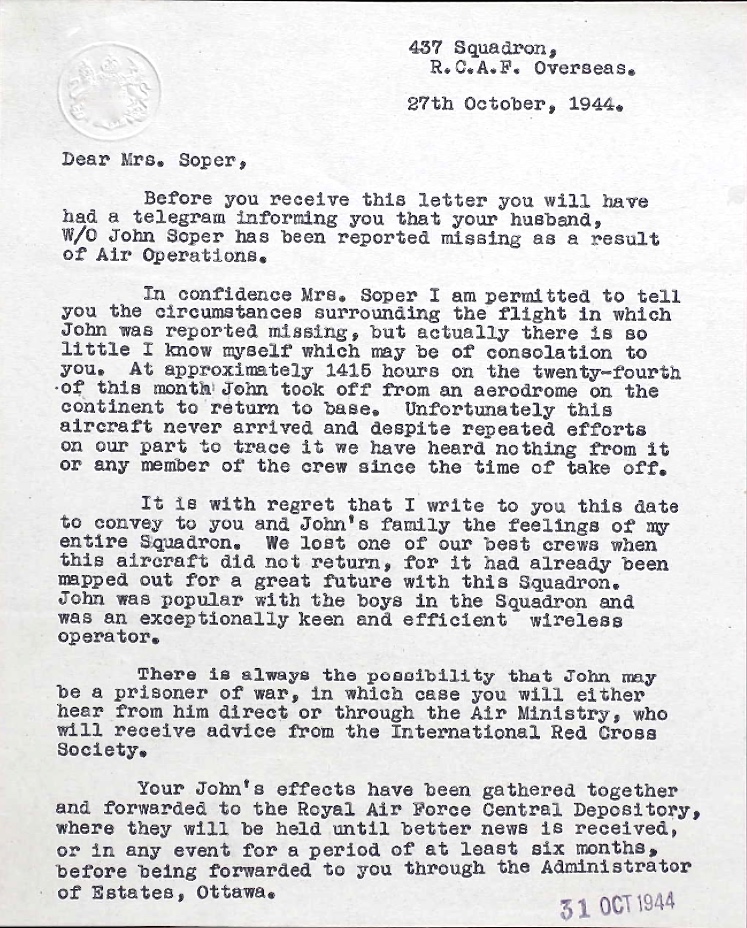 437 Squadron,
R.C.A.F. Overseas.
27th October, 1944.
Dear Mrs. Soper,
Before you receive this letter you will have
had a telegram informing you that your husband,
W/O John Soper has been reported missing as a result
of Air Operations.
In confidence Mrs. Soper I am permitted to tell
you the circumstances surrounding the flight in which
John was reported missing, but actually there is so
little I know myself which may be of consolation to
you. At approximately 1415 hours on the twenty-fourth
of this month John took off from an aerodrome on the
continent to return to base. Unfortunately this
aircraft never arrived and despite repeated efforts
on our part to trace it we have heard nothing from it
or any member of the crew since the time of take off.
It is with regret that I write to you this date
to convey to you and John's family the feelings of my
entire Squadron. We lost one of our best crews when
this aircraft did not return, for it had already been
mapped out for a great future with this Squadron.
John was popular with the boys in the Squadron and
was an exceptionally keen and efficient wireless
operator.
There is always the possibility that John may
be a prisoner of war, in which case you will either
hear from him direct or through the Air Ministry, who
will receive advice from the International Red Cross
Society.
Your John's effects have been gathered together
and forwarded to the Royal Air Force Central Depository,
where they will be held until better news is received,
or in any event for a period of at least six months,
before being forwarded to you through the Administrator
of Estates, Ottawa.
31 OCT 1944